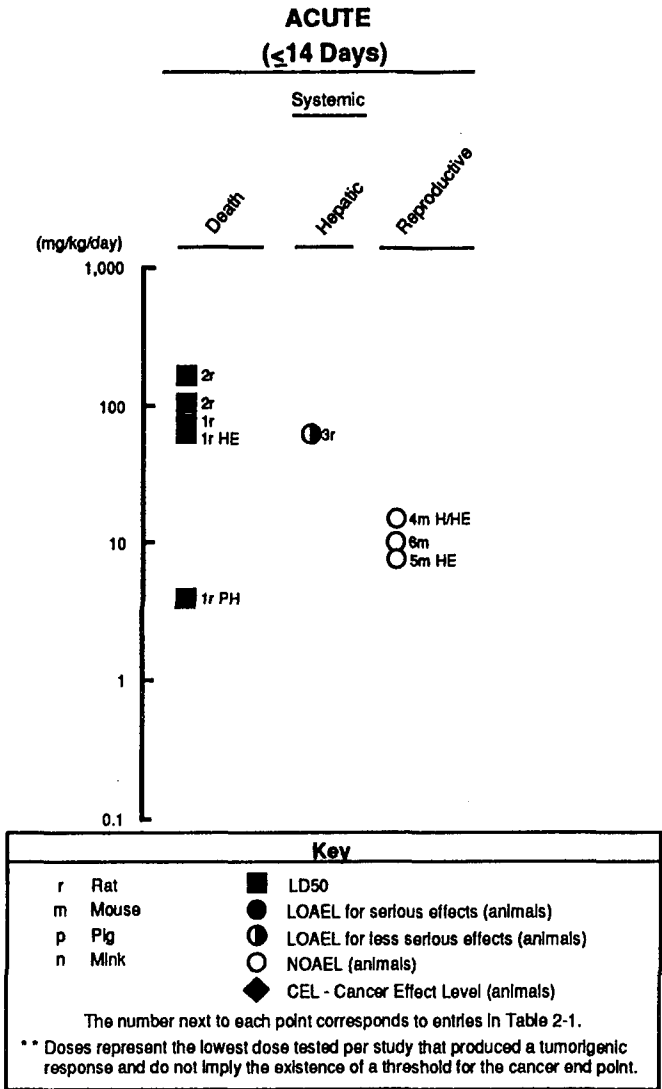 ACUTE
(≤14 Days)
Systemic
Death
Hepatic
Reproductive
(mg/kg/day)
1,000
2r
100
2r
1r
1r HE
3r
4m H/HE
10
6m
5m HE
1r PH
1
0.1
Key
r Rat
LD50
m Mouse
LOAEL for serious effects (animals)
p Pig
LOAEL for less serious effects (animals)
n Mink
NOAEL (animals)
CEL - Cancer Effect Level (animals)
The number next to each point corresponds to entries in Table 2-1.
** Doses represent the lowest dose tested per study that produced a tumorigenic
response and do not imply the existence of a threshold for the cancer end point.